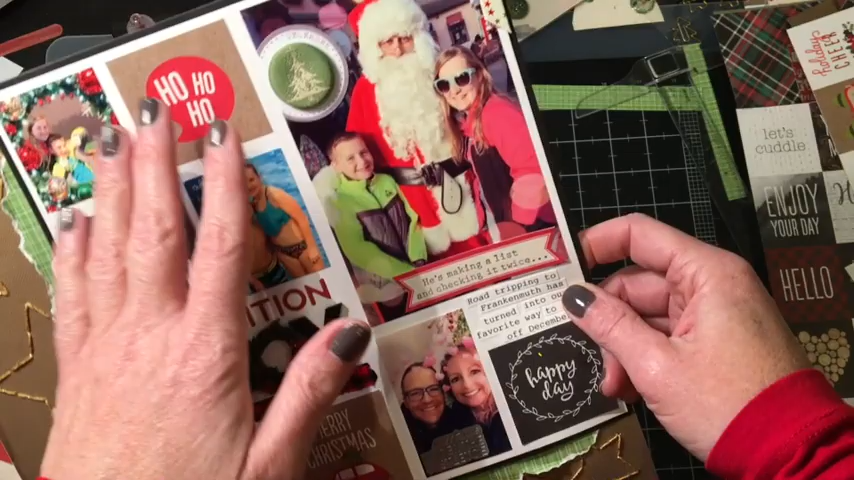 HO HO
HO
He's making a list
and checking it twice...
Road tripping to
Frankenmuth has
turned into our
favorite way to
off December
happy
day
ITION
MERRY
CHRISTMAS
holiday
CHEER
let's
cuddle
ENJOY
YOUR DAY
HELLO